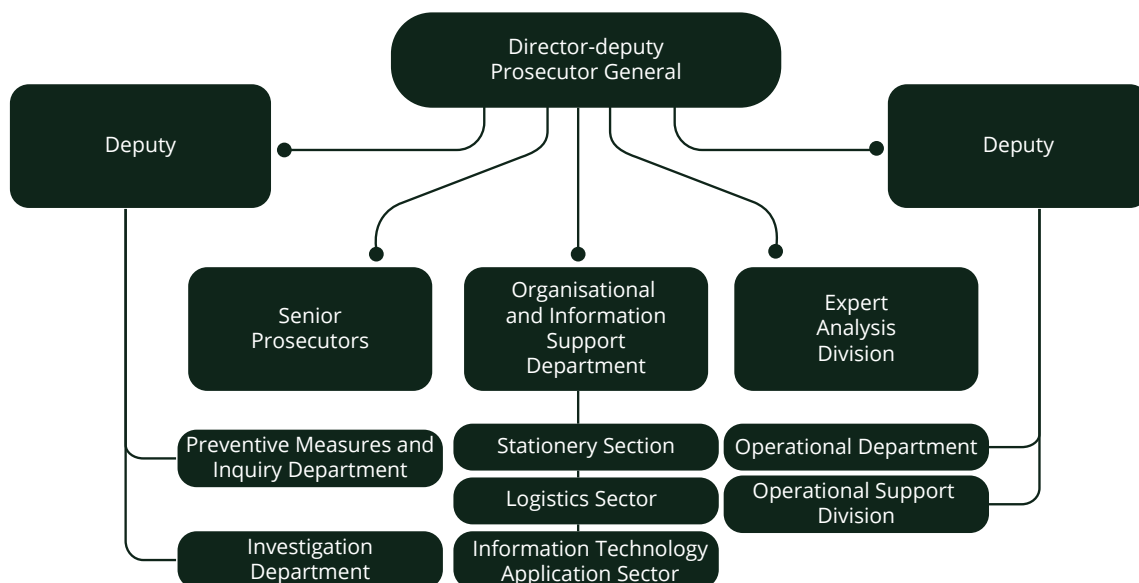 Director-deputy
Prosecutor General
Deputy
Deputy
Senior
Prosecutors
Organisational
and Information
Support
Department
Expert
Analysis
Division
Preventive Measures and
Inquiry Department
Stationery Section
Operational Department
Logistics Sector
Operational Support
Division
Investigation
Department
Information Technology
Application Sector